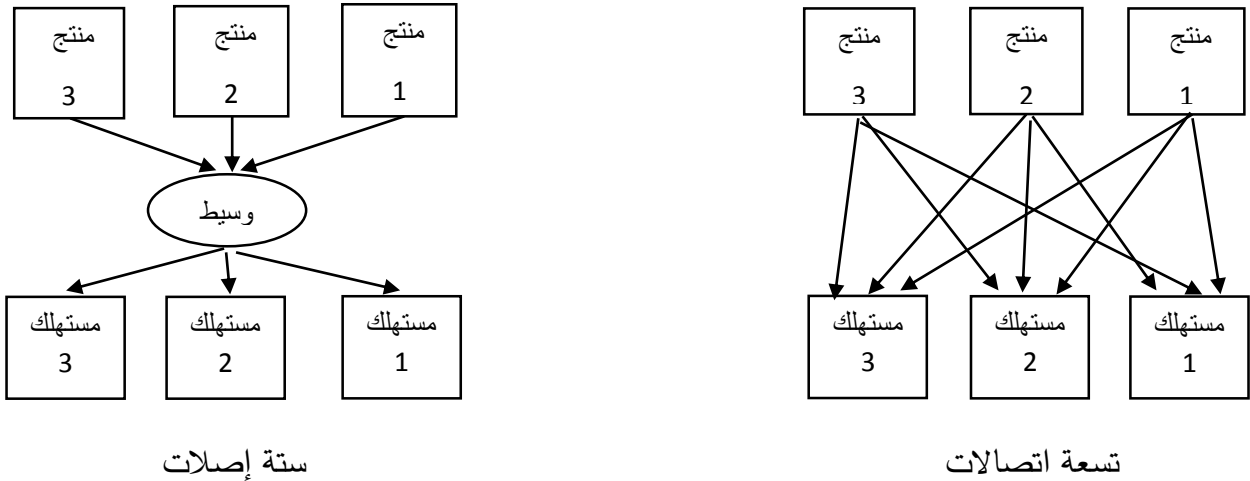 منتج
1
منتج
2
منتج
3
مستهلك
1
مستهلك
2
مستهلك
3
تسعة اتصالات
منتج
1
منتج
2
منتج
3
وسيط
مستهلك
1
مستهلك
2
مستهلك
3
ستة إصلات